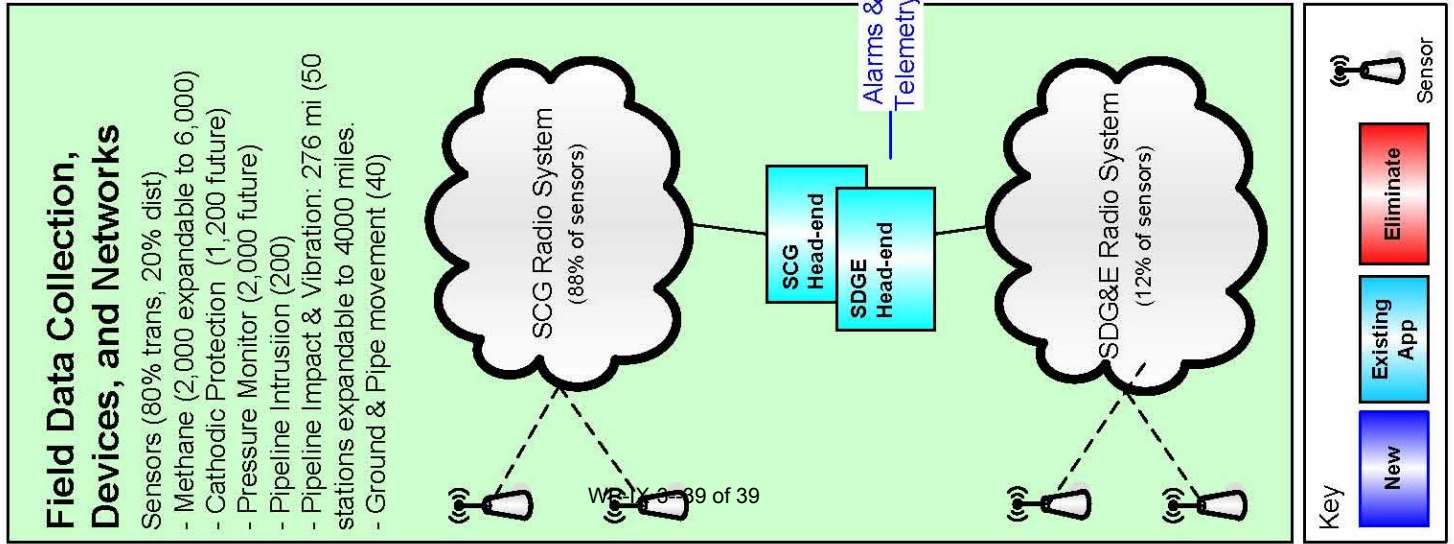 Field Data Collection,
Devices, and Networks
Sensors (80% trans, 20% dist)
- Methane (2,000 expandable to 6,000)
- Cathodic Protection (1,200 future)
- Pressure Monitor (2,000 future)
- Pipeline Intrusion (200)
- Pipeline Impact & Vibration: 276 mi (50
stations expandable to 4000 miles.
- Ground & Pipe movement (40)
SCG Radio System
(88% of sensors)
SCG
Head-end
SDGE
Head-end
Alarms &
Telemetry
SDG&E Radio System
(12% of sensors)
39 of 39
Key
New
Existing
App
Eliminate
Sensor